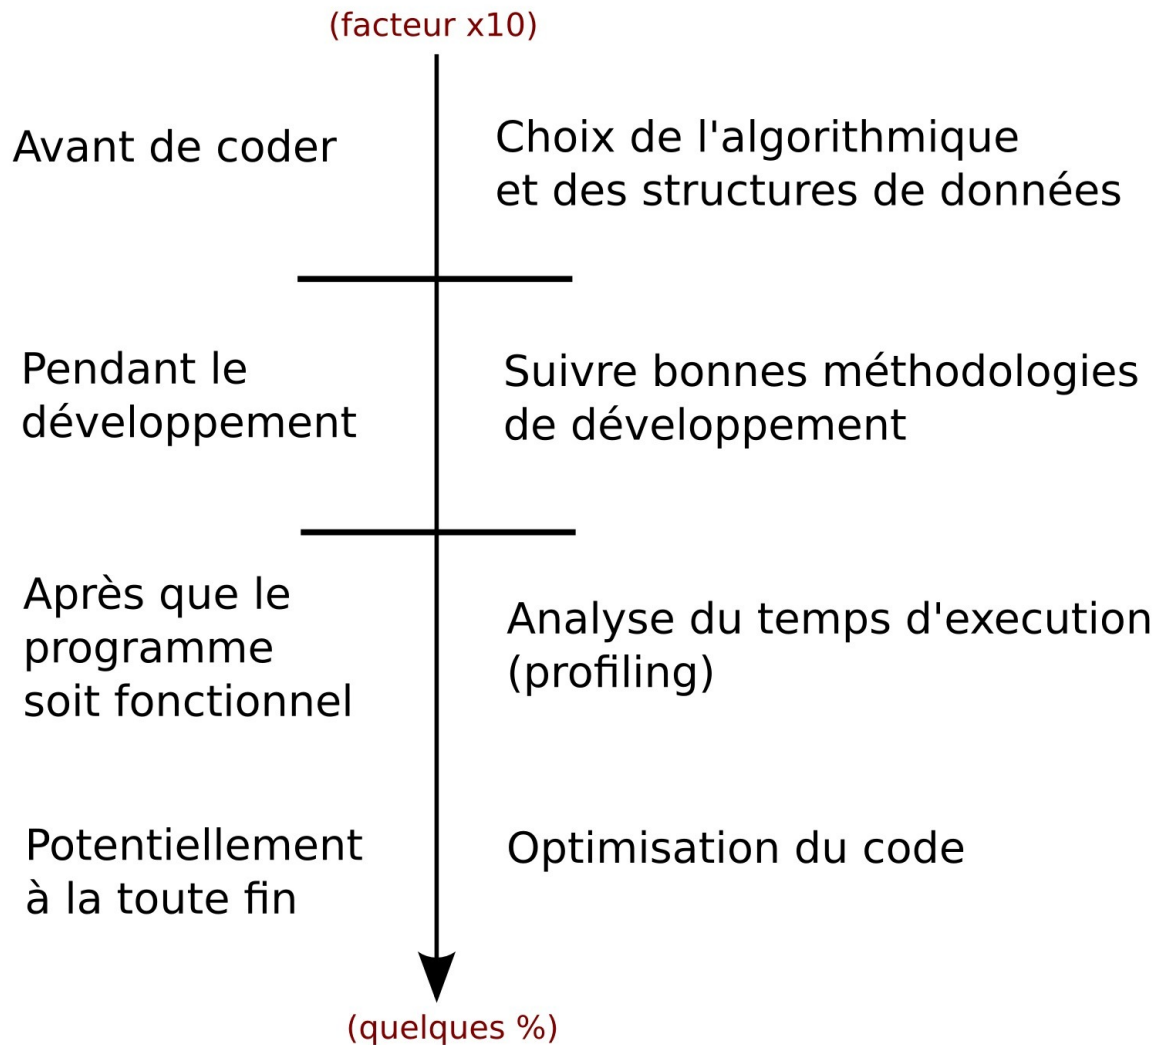 (facteur x10)
Avant de coder
Choix de l'algorithmique
et des structures de données
Pendant le
développement
Suivre bonnes méthodologies
de développement
Après que le
programme
soit fonctionnel
Analyse du temps d'execution
(profiling)
Potentiellement
à la toute fin
Optimisation du code
(quelques %)